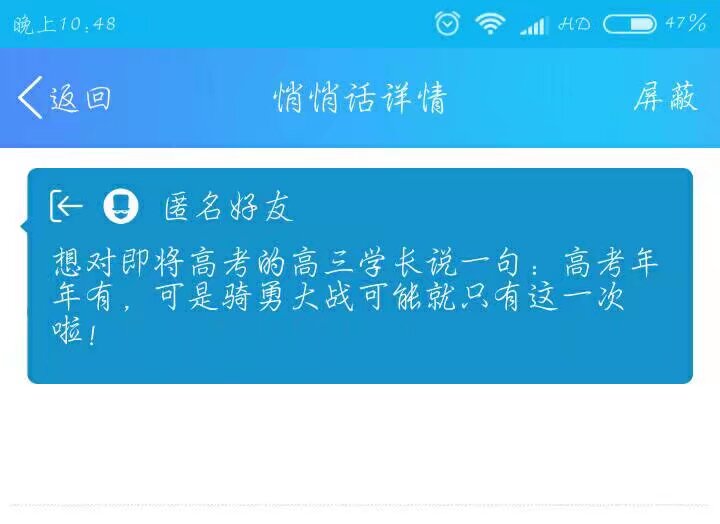 晚上10:48 HD 47%
返回 悄悄话详情 屏蔽
匿名好友
想对即将高考的高三学长说一句：高考年
年有，可是骑勇大战可能就只有这一次
啦！